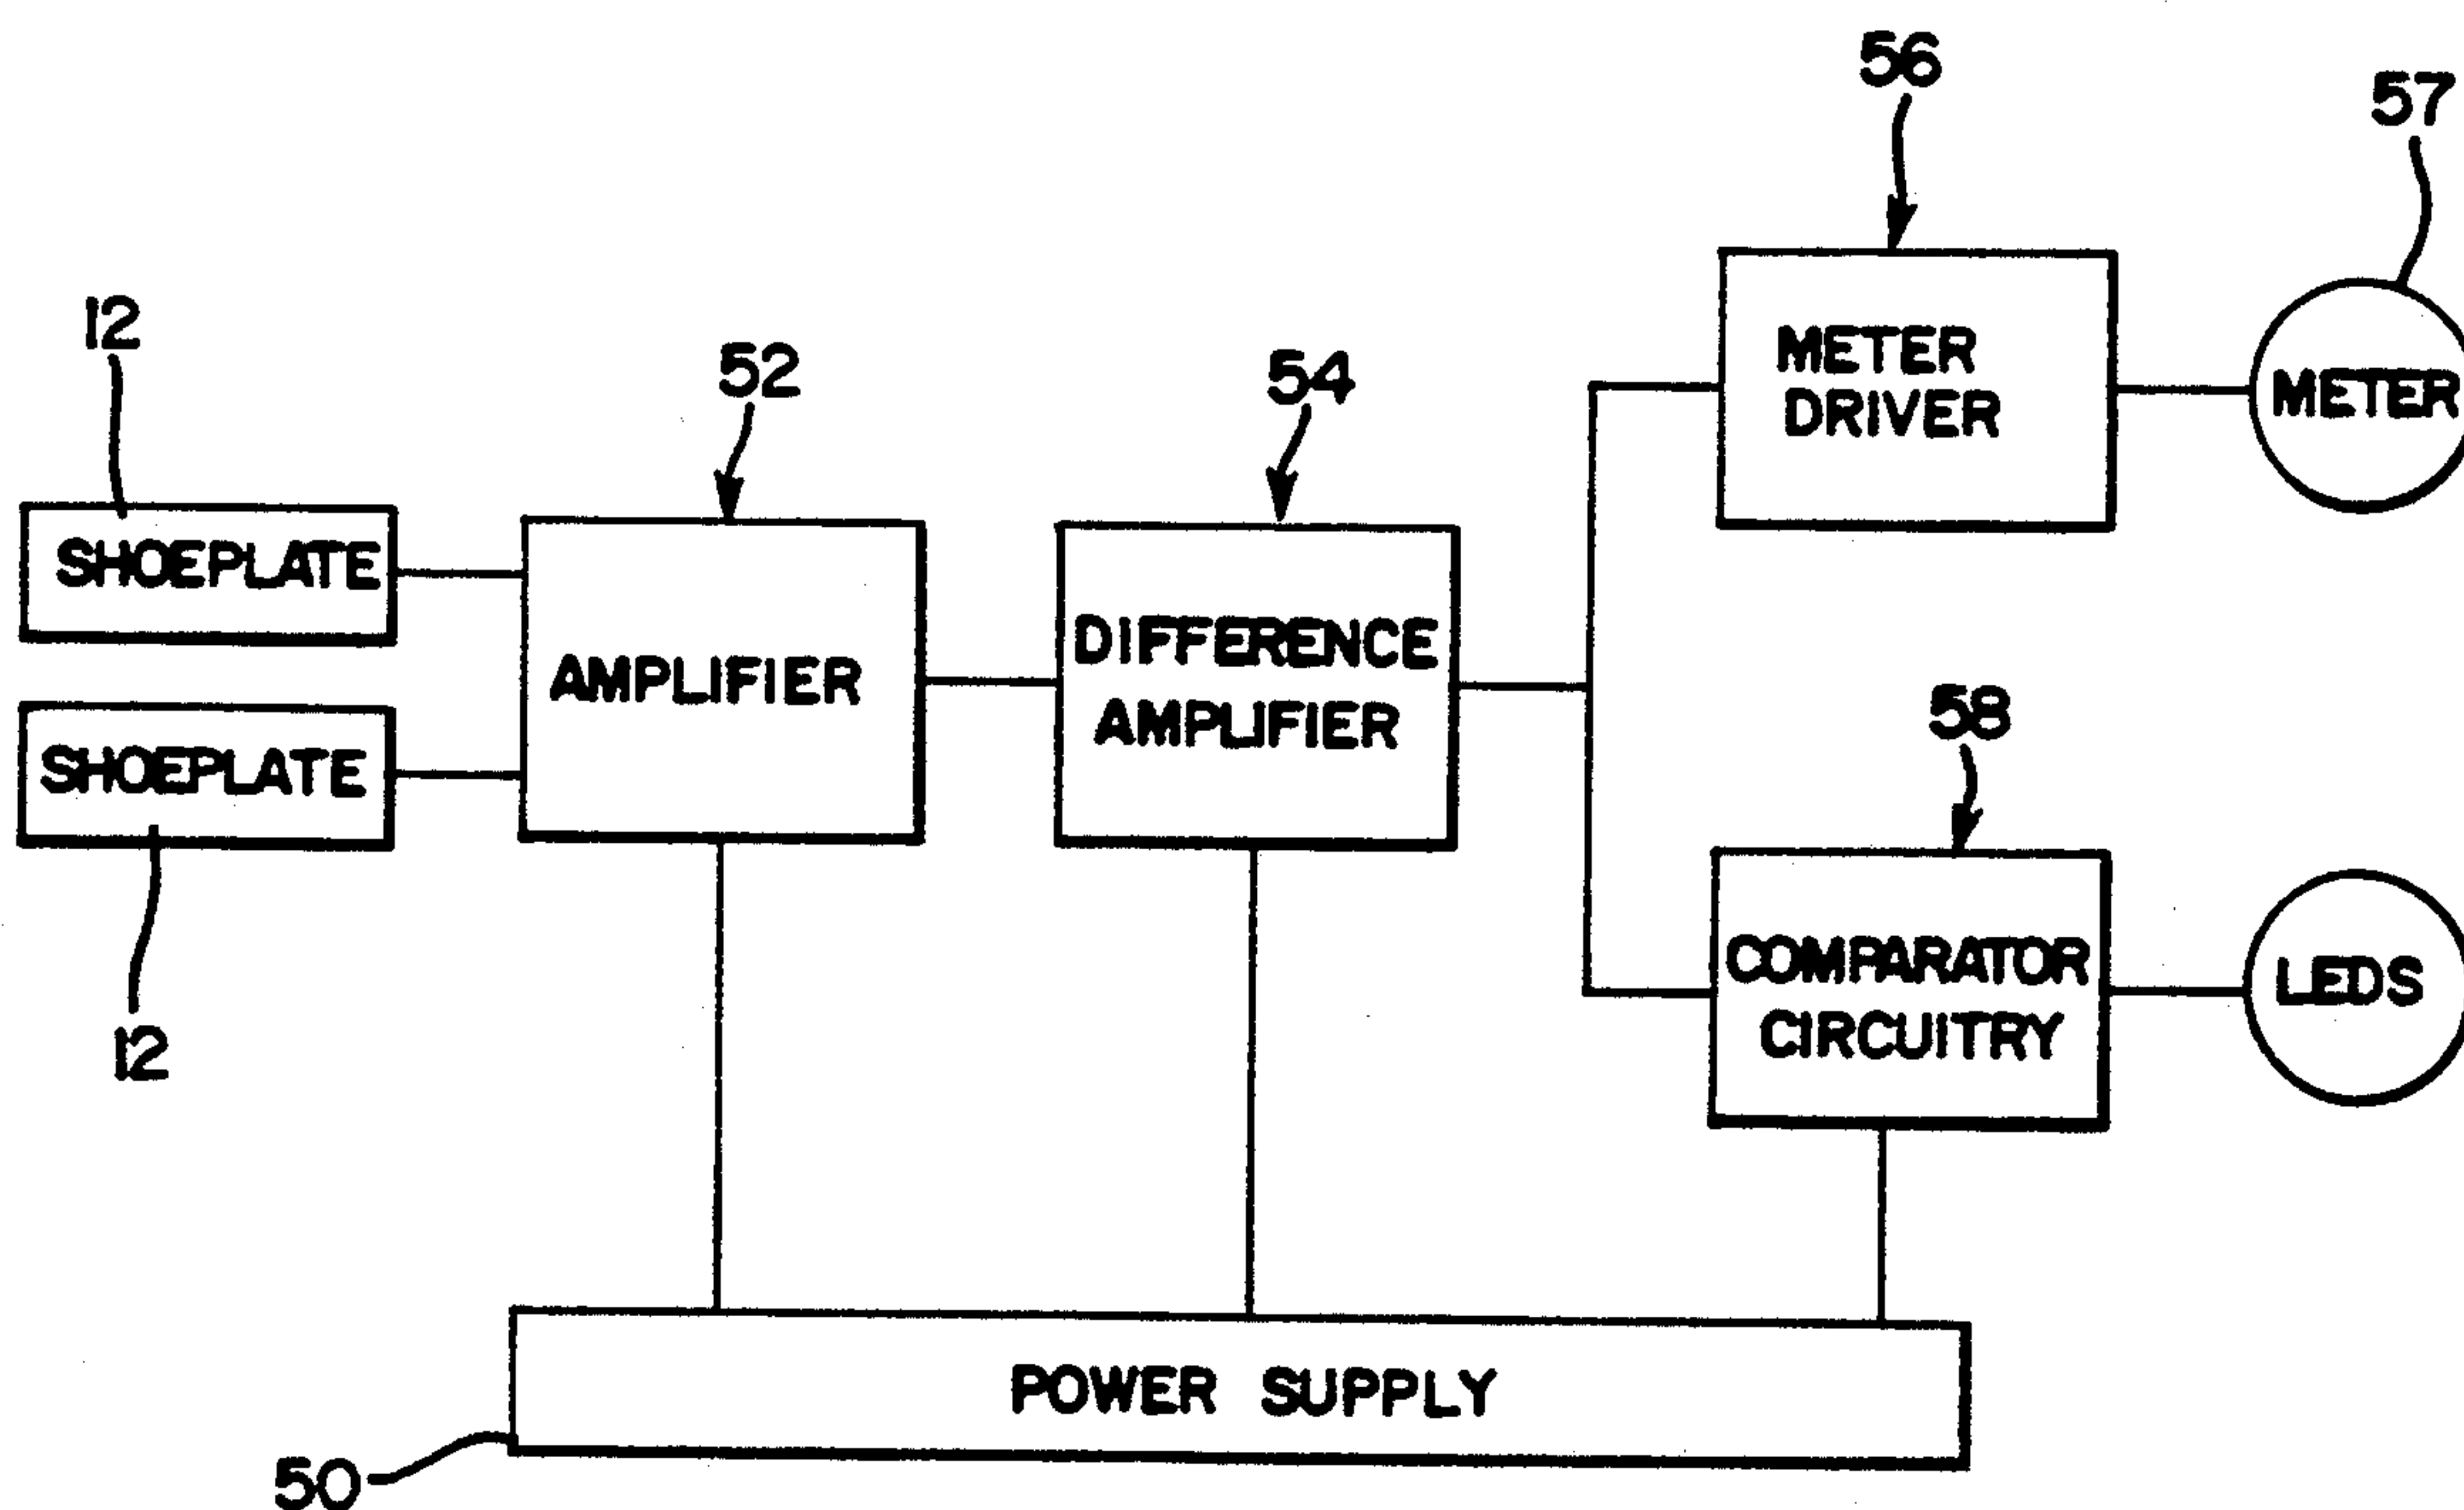 56
57
12
52
54
METER
DRIVER
METER
SHOEPLATE
AMPLIFIER
DIFFERENCE
AMPLIFIER
58
SHOEPLATE
COMPARATOR
CIRCUITRY
LEDS
12
POWER SUPPLY
50